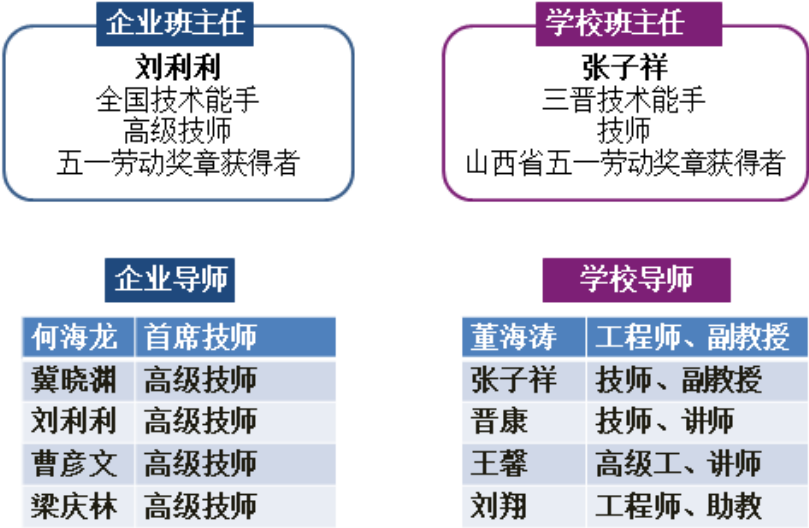 企业班主任
刘利利
全国技术能手
高级技师
五一劳动奖章获得者
学校班主任
张子祥
三晋技术能手
技师
山西省五一劳动奖章获得者
企业导师
何海龙 首席技师
冀晓渊 高级技师
刘利利 高级技师
曹彦文 高级技师
梁庆林 高级技师
学校导师
董海涛 工程师、副教授
张子祥 技师、副教授
晋康 技师、讲师
王馨 高级工、讲师
刘翔 工程师、助教